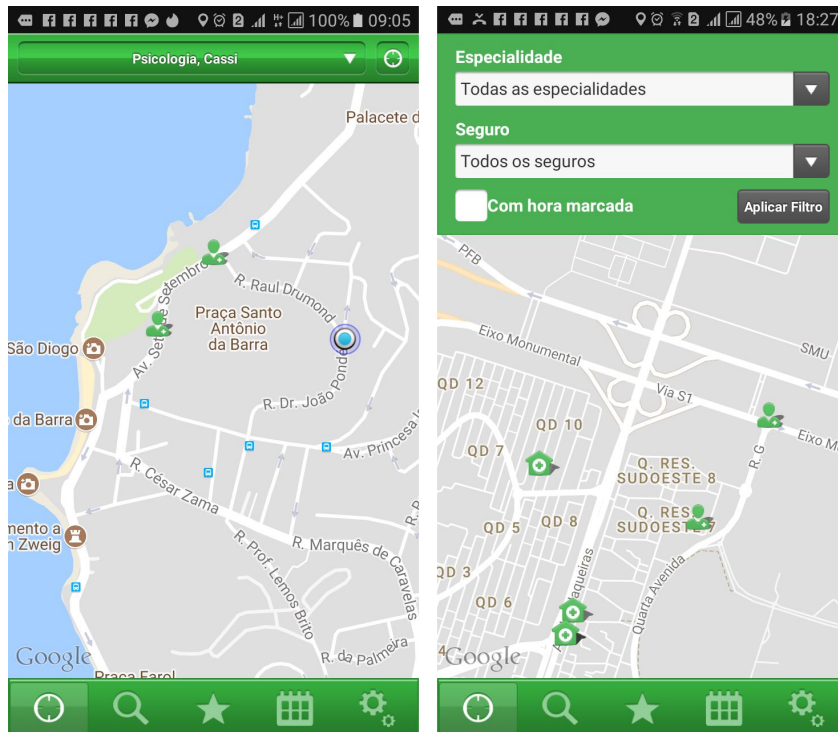 100% 09:05
Psicologia, Cassi
Palacete d
R. Raul Drumond
Av. Sete de Setembro
Praça Santo
Antônio
da Barra
São Diogo
R. Dr. João Ponde
da Barra
Av. Princesa I
R. César Zama
a
mento a
n Zweig
R. Marquês de Caravelas
R. Prof. Lemos Brito
R. P
R. da Palmeira
Google
Praça Farol
48% 18:27
Especialidade
Todas as especialidades
Seguro
Todos os seguros
Com hora marcada
Aplicar Filtro
PFB
Eixo Monumental
SMU
Via S1
QD 12
QD 10
Eixo M
QD 7
R. G
Q. RES.
SUDOESTE 8
QD 5
QD 8
Q. RES.
SUDOESTE 7
QD 3
aqueiras
Quarta Avenida
QD 6
4
A
Google